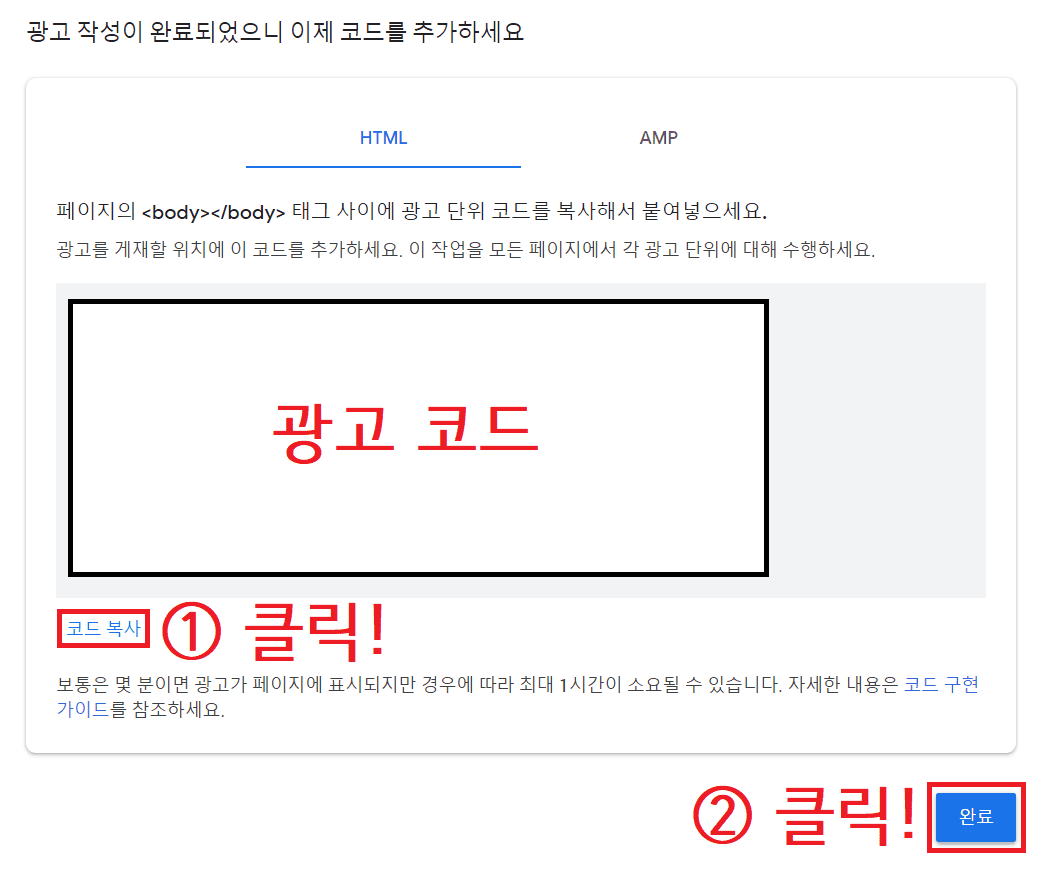 광고 작성이 완료되었으니 이제 코드를 추가하세요
HTML AMP
페이지의 <body></body> 태그 사이에 광고 단위 코드를 복사해서 붙여넣으세요.
광고를 게재할 위치에 이 코드를 추가하세요. 이 작업을 모든 페이지에서 각 광고 단위에 대해 수행하세요.
광고 코드
코드 복사 ① 클릭!
보통은 몇 분이면 광고가 페이지에 표시되지만 경우에 따라 최대 1시간이 소요될 수 있습니다. 자세한 내용은 코드 구현
가이드를 참조하세요.
② 클릭! 완료